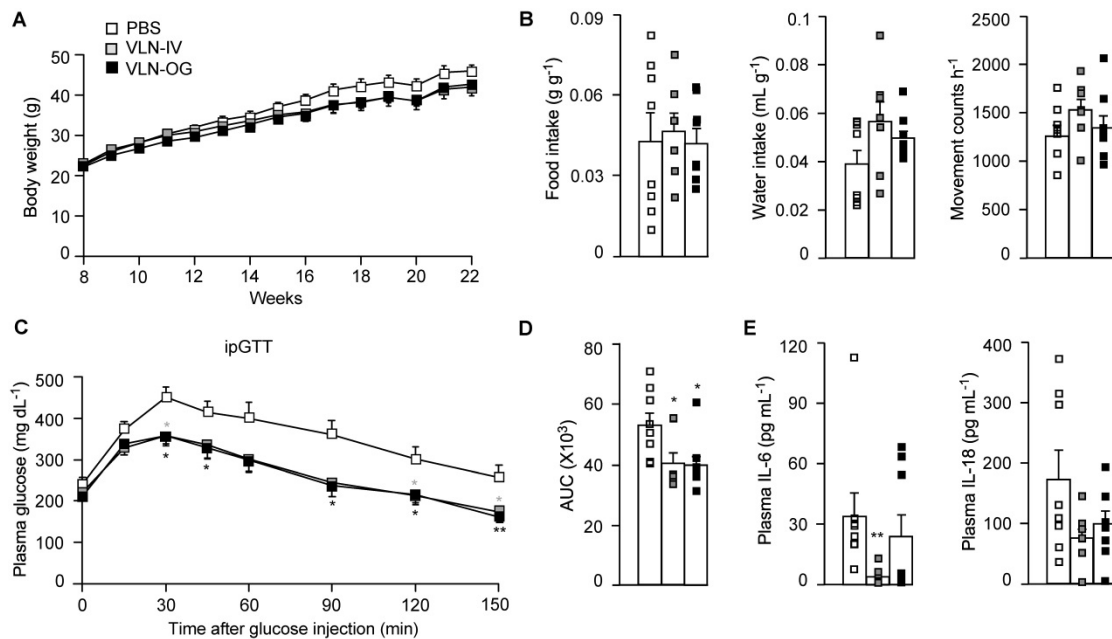 A
PBS
VLN-IV
VLN-OG
Body weight (g)
50
40
30
20
10
0
8 10 12 14 16 18 20 22
Weeks
B
Food intake (g g⁻¹)
0.09
0.06
0.03
0
Water intake (mL g⁻¹)
0.1
0.08
0.06
0.04
0.02
0
Movement counts h⁻¹
2500
2000
1500
1000
500
0
C
ipGTT
Plasma glucose (mg dL⁻¹)
500
400
300
200
100
0
* * * * * * * **
0 30 60 90 120 150
Time after glucose injection (min)
D
AUC (X10³)
80
60
40
60
0
* *
E
Plasma IL-6 (pg mL⁻¹)
120
90
60
30
0
**
Plasma IL-18 (pg mL⁻¹)
400
300
200
100
0